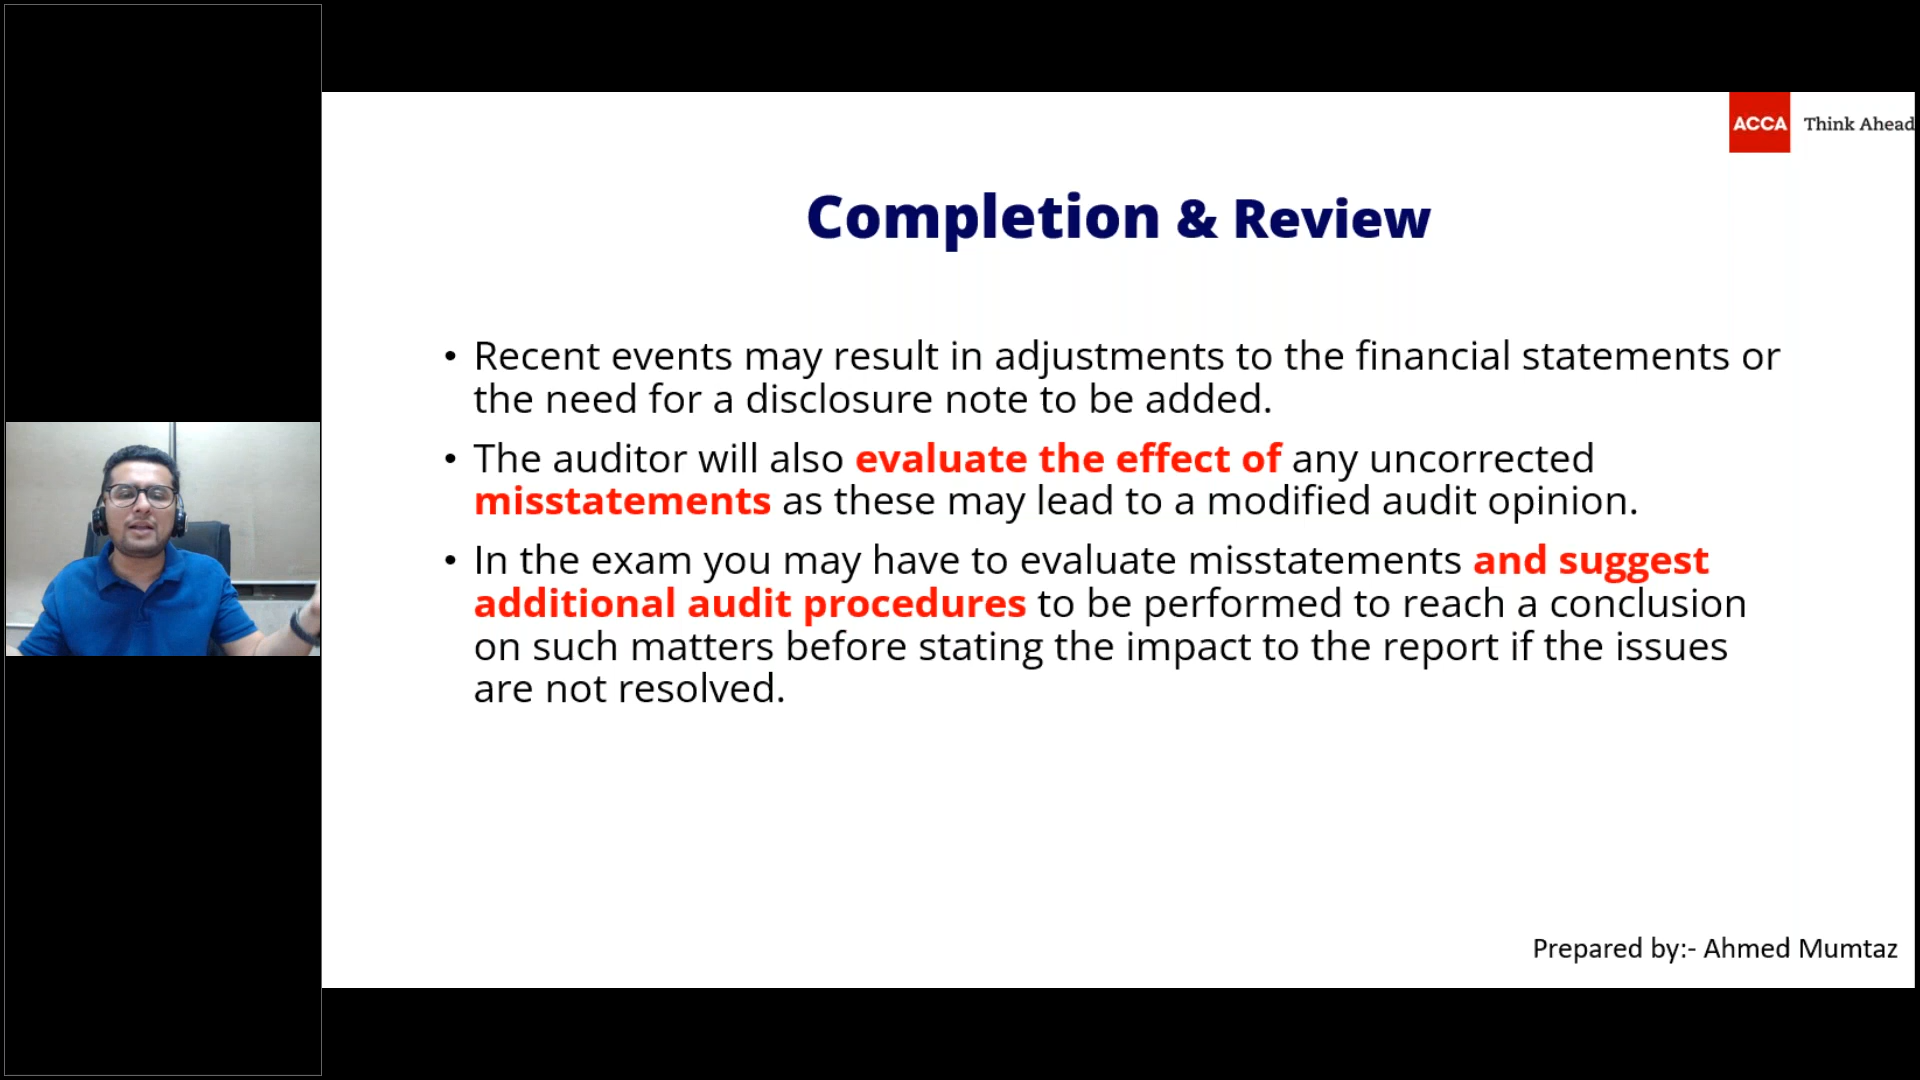 ACCA Think Ahead
Completion & Review
• Recent events may result in adjustments to the financial statements or
the need for a disclosure note to be added.
• The auditor will also evaluate the effect of any uncorrected
misstatements as these may lead to a modified audit opinion.
• In the exam you may have to evaluate misstatements and suggest
additional audit procedures to be performed to reach a conclusion
on such matters before stating the impact to the report if the issues
are not resolved.
Prepared by:- Ahmed Mumtaz